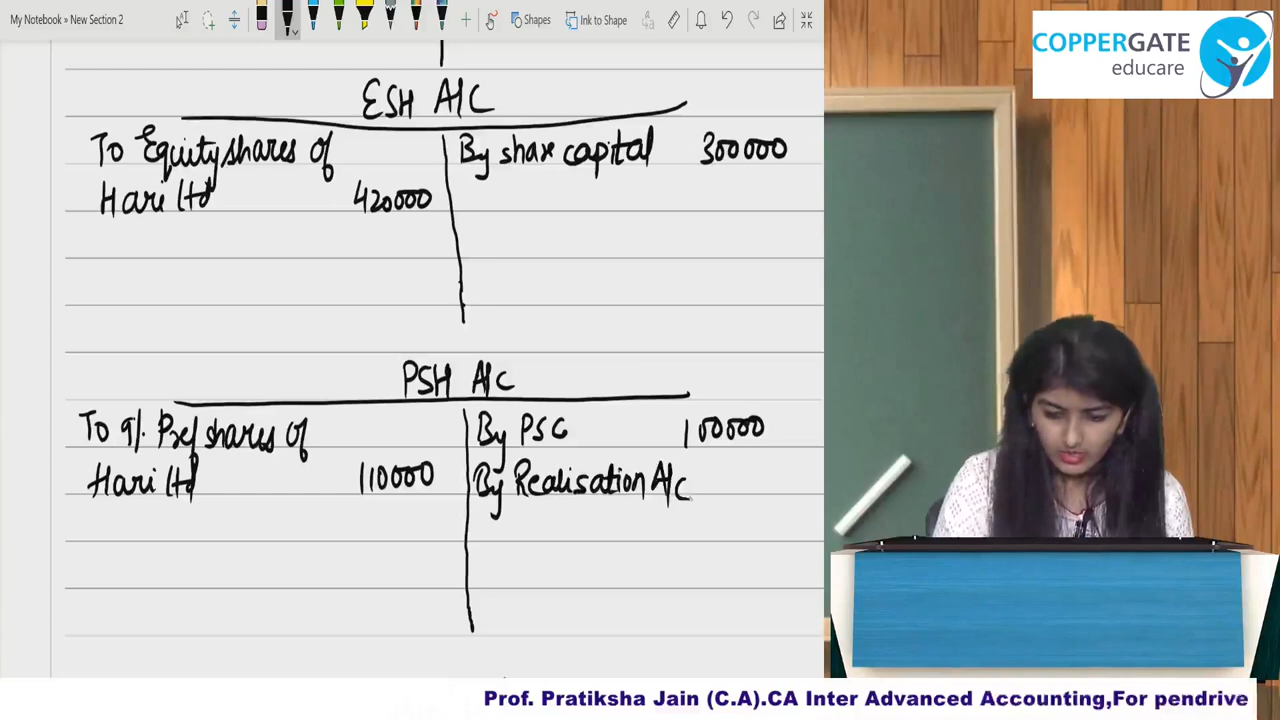 My Notebook » New Section 2
Shapes
Ink to Shape
COPPERGATE
educare
ESH A/C
To Equity shares of
Hari ltd 420000
By share capital 300000
PSH A/C
To 9% Pref shares of
Hari ltd 110000
By PSC 100000
By Realisation A/C
Prof. Pratiksha Jain (C.A).CA Inter Advanced Accounting,For pendrive